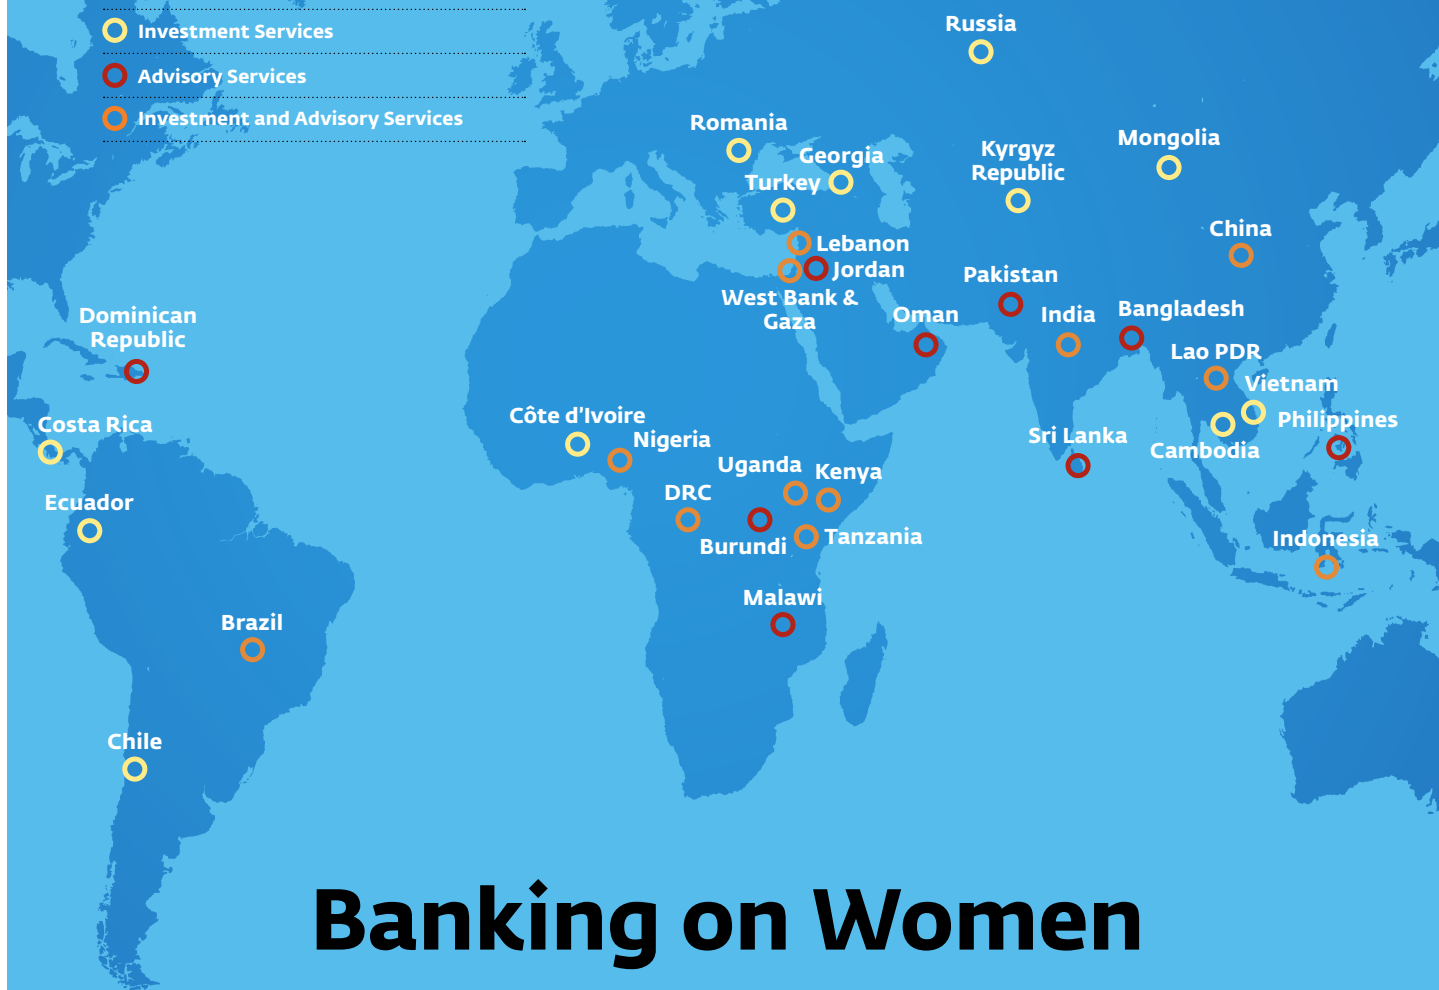 Investment Services
Advisory Services
Investment and Advisory Services
Russia
Romania
Georgia
Turkey
Kyrgyz
Republic
Mongolia
China
Lebanon
Jordan
West Bank &
Gaza
Pakistan
Oman
India
Bangladesh
Lao PDR
Vietnam
Philippines
Cambodia
Sri Lanka
Indonesia
Dominican
Republic
Costa Rica
Ecuador
Brazil
Chile
Côte d'Ivoire
Nigeria
Uganda
Kenya
DRC
Burundi
Tanzania
Malawi
Banking on Women